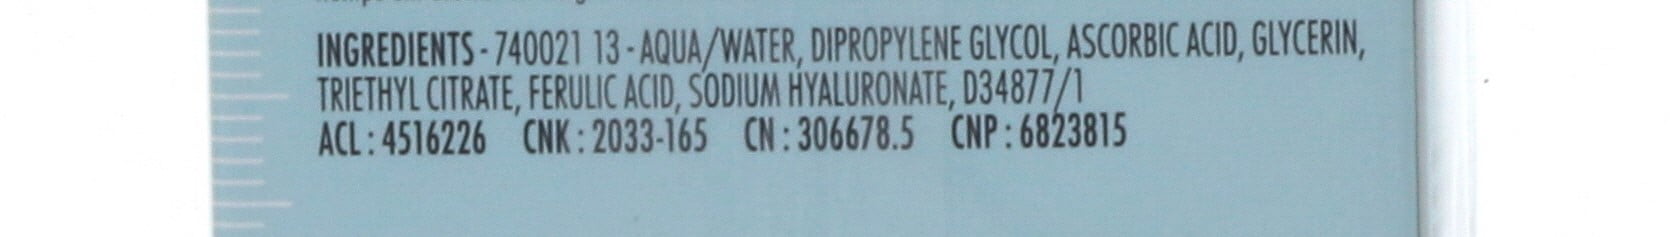 INGREDIENTS - 740021 13 - AQUA/WATER, DIPROPYLENE GLYCOL, ASCORBIC ACID, GLYCERIN,
TRIETHYL CITRATE, FERULIC ACID, SODIUM HYALURONATE, D34877/1
ACL : 4516226 CNK : 2033-165 CN : 306678.5 CNP : 6823815